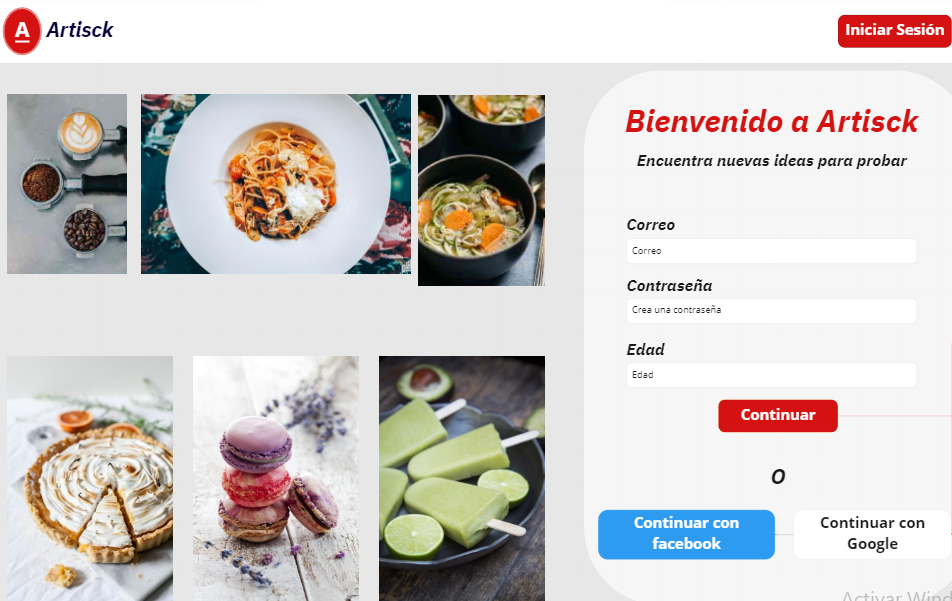 A Artisck
Iniciar Sesión
Bienvenido a Artisck
Encuentra nuevas ideas para probar
Correo
Correo
Contraseña
Crea una contraseña
Edad
Edad
Continuar
O
Continuar con
facebook
Continuar con
Google
Activar Wind